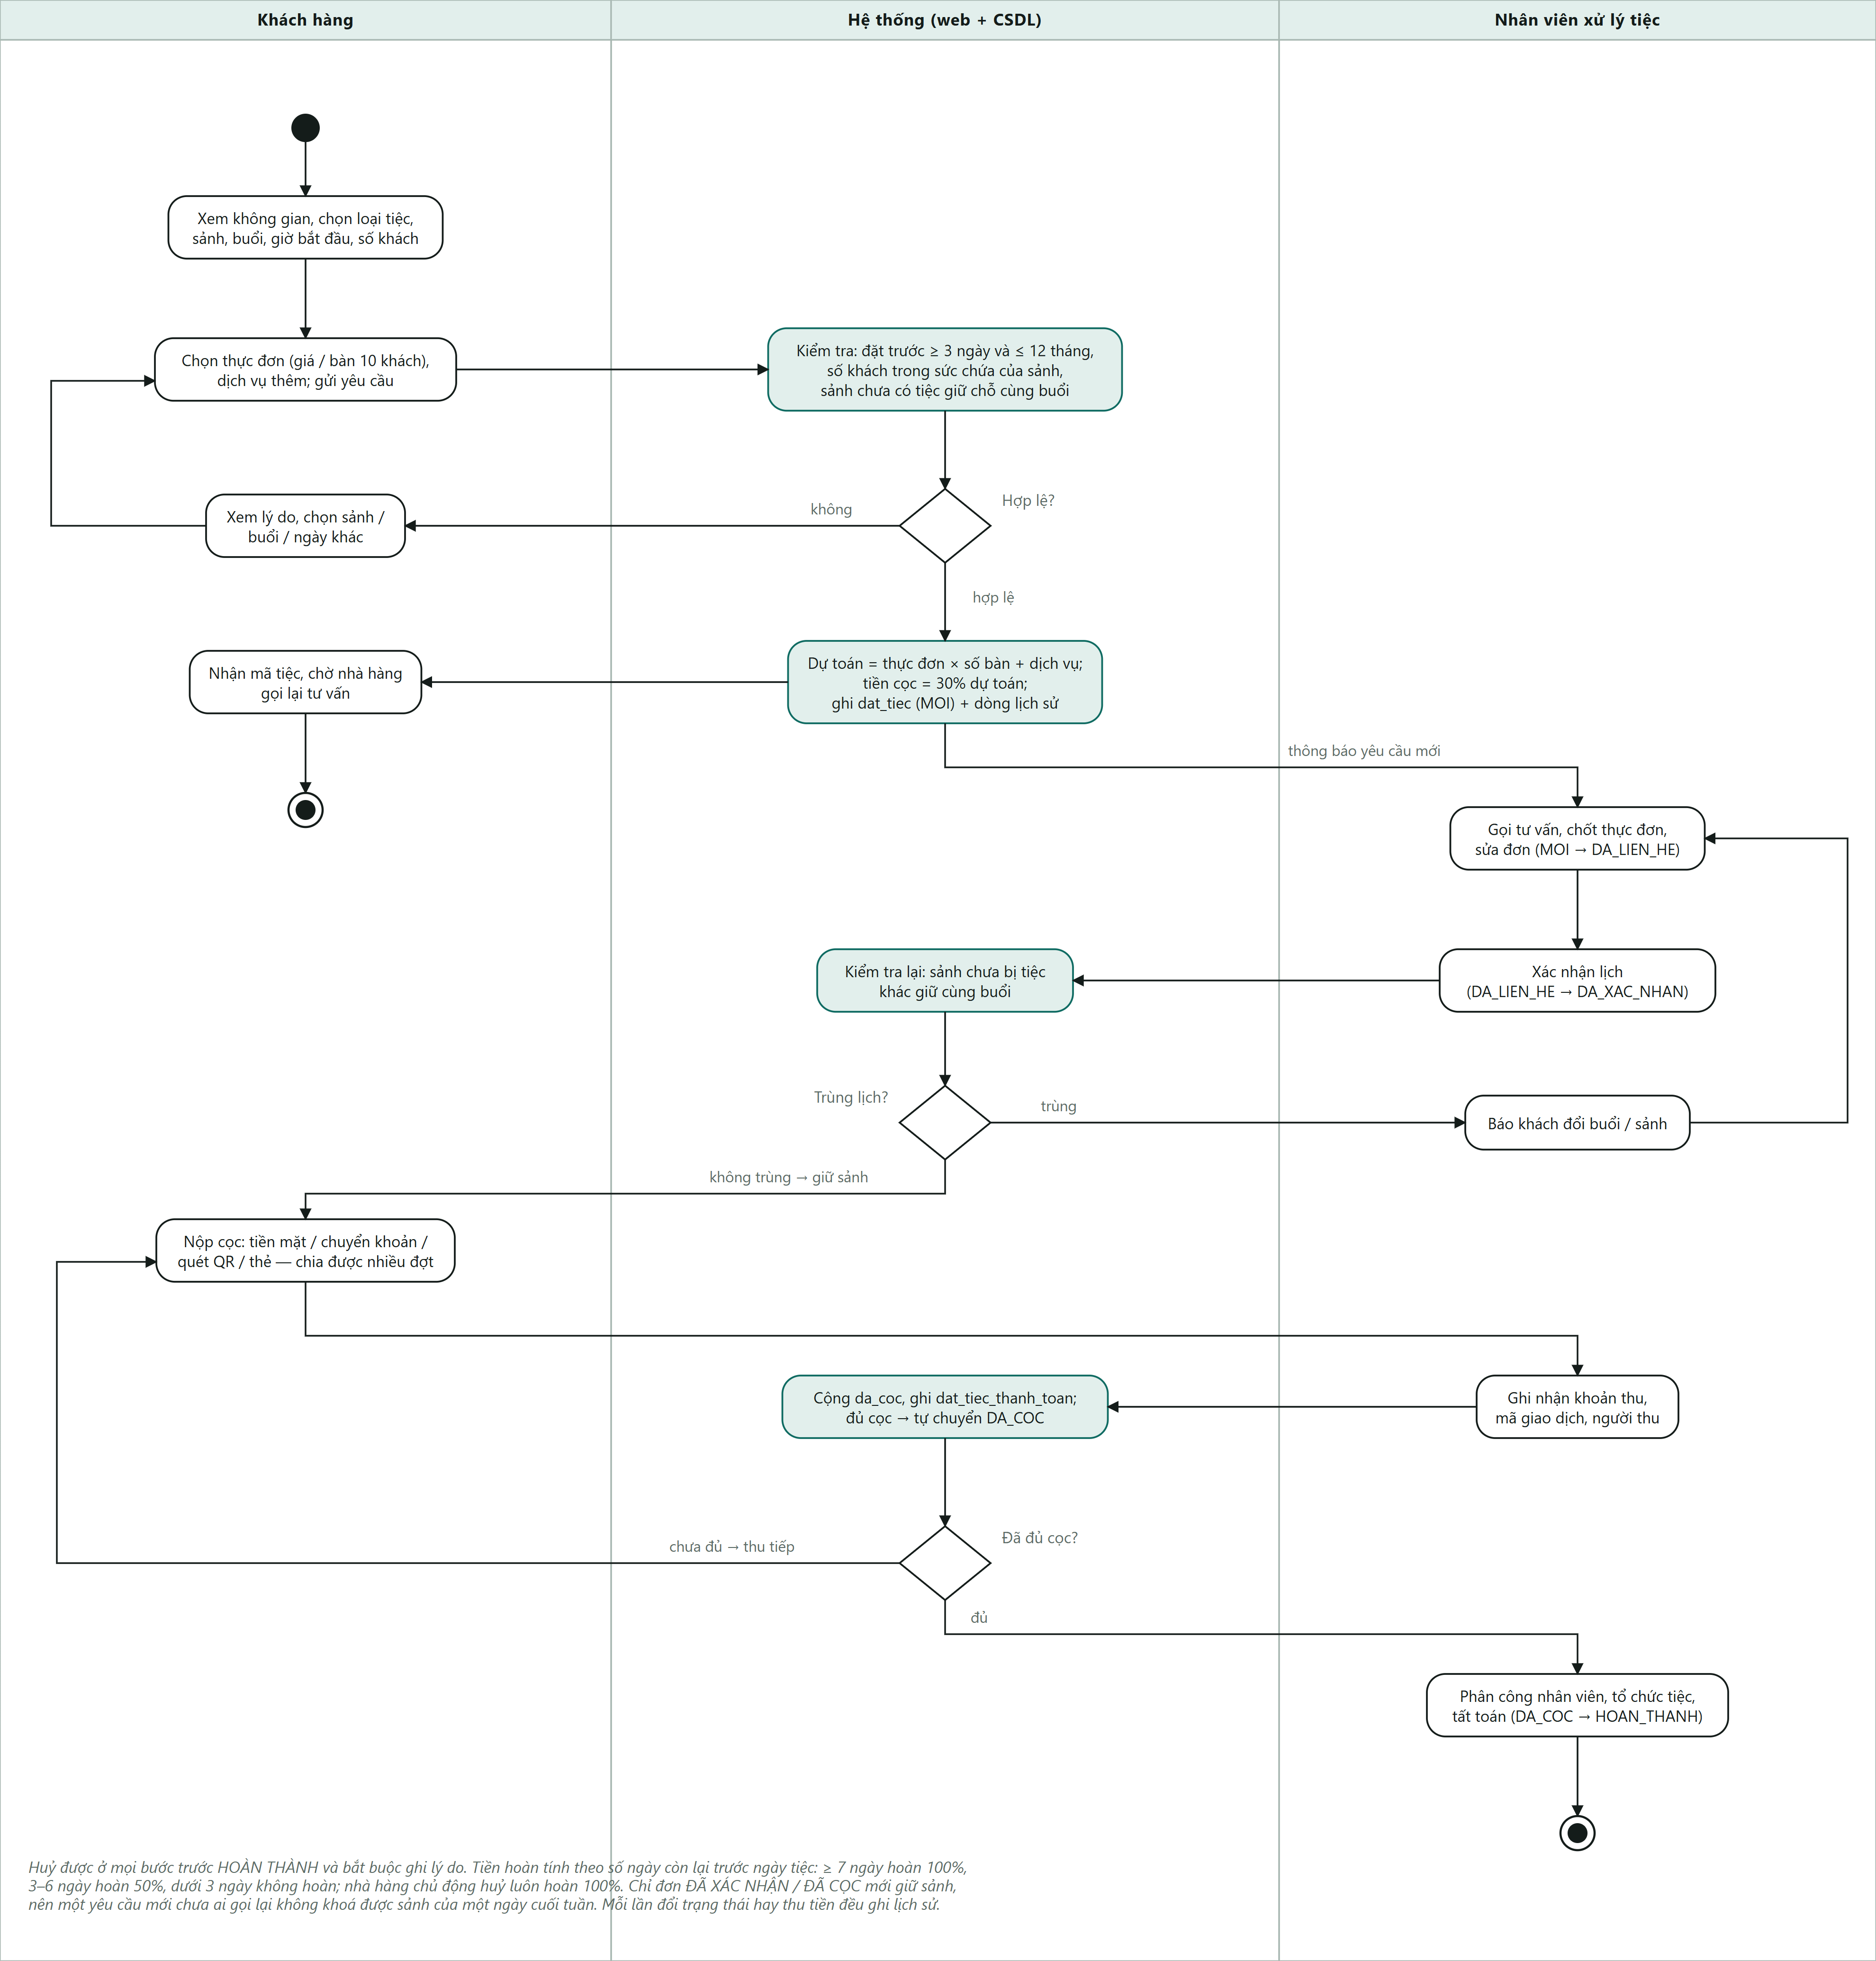 Khách hàng
Hệ thống (web + CSDL)
Nhân viên xử lý tiệc
Xem không gian, chọn loại tiệc,
sảnh, buổi, giờ bắt đầu, số khách
Chọn thực đơn (giá / bàn 10 khách),
dịch vụ thêm; gửi yêu cầu
Kiểm tra: đặt trước ≥ 3 ngày và ≤ 12 tháng,
số khách trong sức chứa của sảnh,
sảnh chưa có tiệc giữ chỗ cùng buổi
Hợp lệ?
không
Xem lý do, chọn sảnh /
buổi / ngày khác
hợp lệ
Dự toán = thực đơn × số bàn + dịch vụ;
tiền cọc = 30% dự toán;
ghi dat_tiec (MOI) + dòng lịch sử
Nhận mã tiệc, chờ nhà hàng
gọi lại tư vấn
thông báo yêu cầu mới
Gọi tư vấn, chốt thực đơn,
sửa đơn (MOI → DA_LIEN_HE)
Xác nhận lịch
(DA_LIEN_HE → DA_XAC_NHAN)
Kiểm tra lại: sảnh chưa bị tiệc
khác giữ cùng buổi
Trùng lịch?
trùng
Báo khách đổi buổi / sảnh
không trùng → giữ sảnh
Nộp cọc: tiền mặt / chuyển khoản /
quét QR / thẻ — chia được nhiều đợt
Ghi nhận khoản thu,
mã giao dịch, người thu
Cộng da_coc, ghi dat_tiec_thanh_toan;
đủ cọc → tự chuyển DA_COC
Đã đủ cọc?
chưa đủ → thu tiếp
đủ
Phân công nhân viên, tổ chức tiệc,
tất toán (DA_COC → HOAN_THANH)
Huỷ được ở mọi bước trước HOÀN THÀNH và bắt buộc ghi lý do. Tiền hoàn tính theo số ngày còn lại trước ngày tiệc: ≥ 7 ngày hoàn 100%,
3–6 ngày hoàn 50%, dưới 3 ngày không hoàn; nhà hàng chủ động huỷ luôn hoàn 100%. Chỉ đơn ĐÃ XÁC NHẬN / ĐÃ CỌC mới giữ sảnh,
nên một yêu cầu mới chưa ai gọi lại không khoá được sảnh của một ngày cuối tuần. Mỗi lần đổi trạng thái hay thu tiền đều ghi lịch sử.